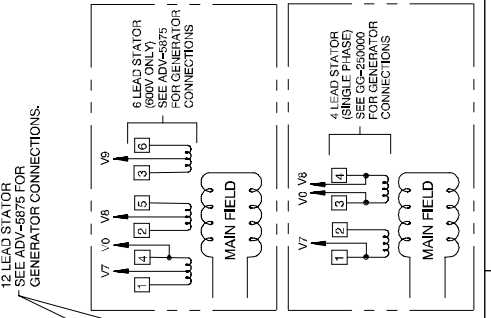 12 LEAD STATOR
SEE ADV-5875 FOR
GENERATOR CONNECTIONS.
6 LEAD STATOR
(600V ONLY)
SEE ADV-5875
FOR GENERATOR
CONNECTIONS
V7 V0 V8 V9
1 4 2 5 3 6
MAIN FIELD
4 LEAD STATOR
(SINGLE PHASE)
SEE GG-250000
FOR GENERATOR
CONNECTIONS
V7 V0 V8
1 2 3 4
MAIN FIELD